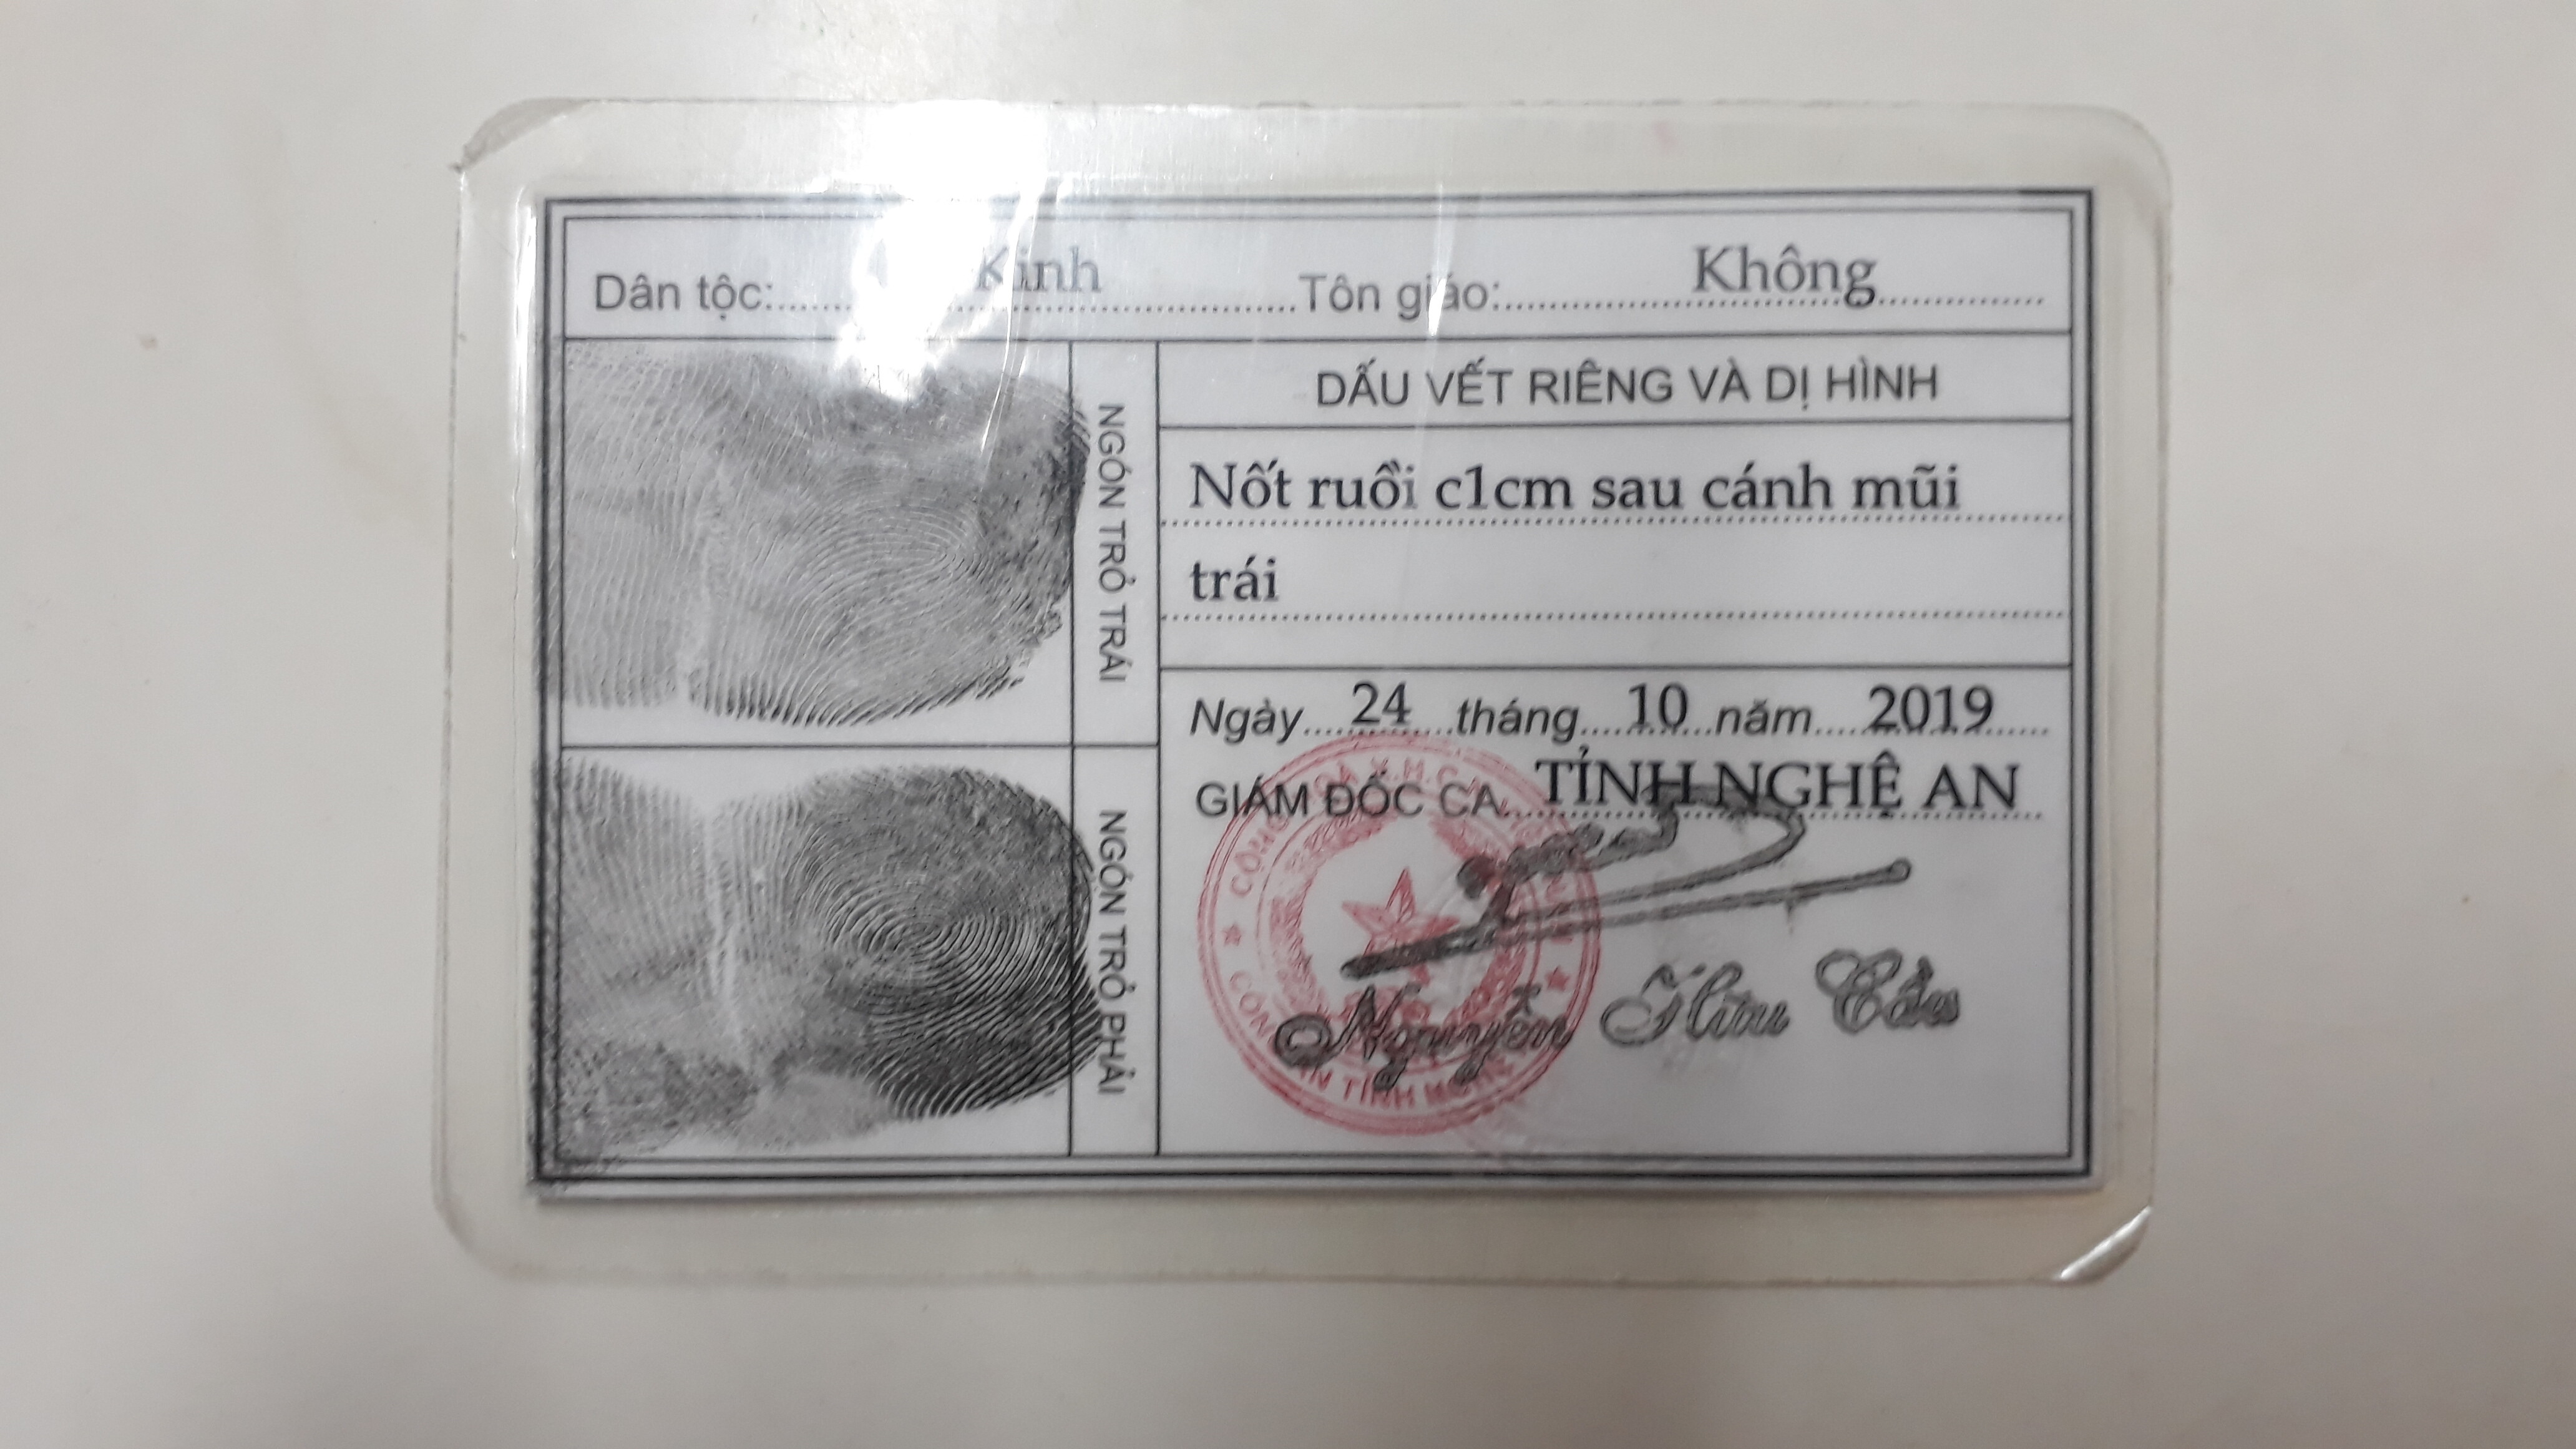 Dân tộc: Kinh Tôn giáo: Không
NGÓN TRỎ TRÁI
DẤU VẾT RIÊNG VÀ DỊ HÌNH
Nốt ruồi c1cm sau cánh mũi
trái
Ngày 24 tháng 10 năm 2019
GIÁM ĐỐC CA TỈNH NGHỆ AN
NGÓN TRỎ PHẢI
Nguyễn Hữu Cầu